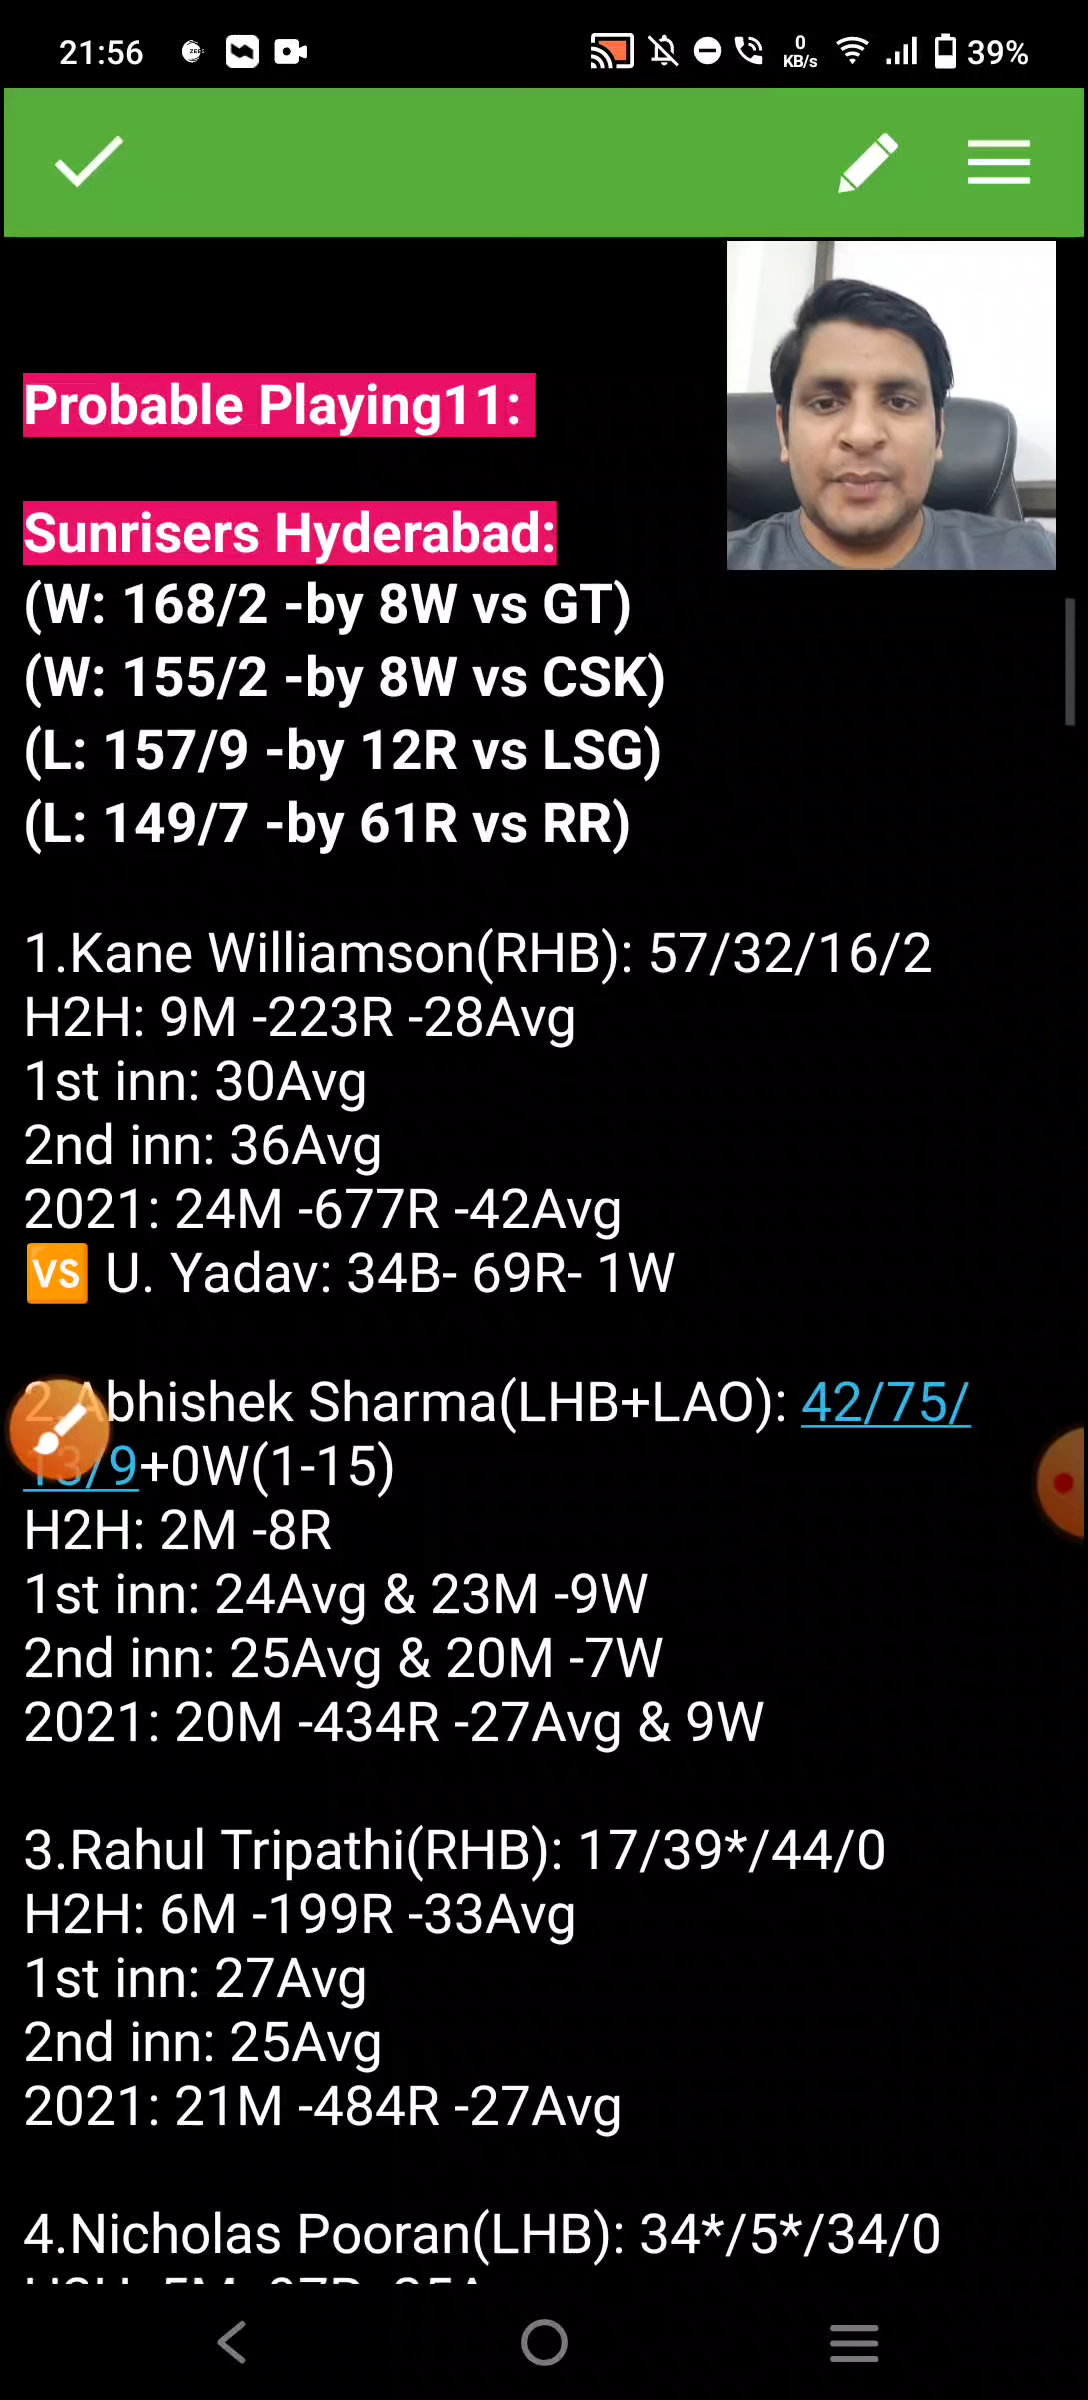 21:56
0
KB/s
39%
Probable Playing11:
Sunrisers Hyderabad:
(W: 168/2 -by 8W vs GT)
(W: 155/2 -by 8W vs CSK)
(L: 157/9 -by 12R vs LSG)
(L: 149/7 -by 61R vs RR)
1.Kane Williamson(RHB): 57/32/16/2
H2H: 9M -223R -28Avg
1st inn: 30Avg
2nd inn: 36Avg
2021: 24M -677R -42Avg
VS U. Yadav: 34B- 69R- 1W
2.Abhishek Sharma(LHB+LAO): 42/75/
13/9+0W(1-15)
H2H: 2M -8R
1st inn: 24Avg & 23M -9W
2nd inn: 25Avg & 20M -7W
2021: 20M -434R -27Avg & 9W
3.Rahul Tripathi(RHB): 17/39*/44/0
H2H: 6M -199R -33Avg
1st inn: 27Avg
2nd inn: 25Avg
2021: 21M -484R -27Avg
4.Nicholas Pooran(LHB): 34*/5*/34/0